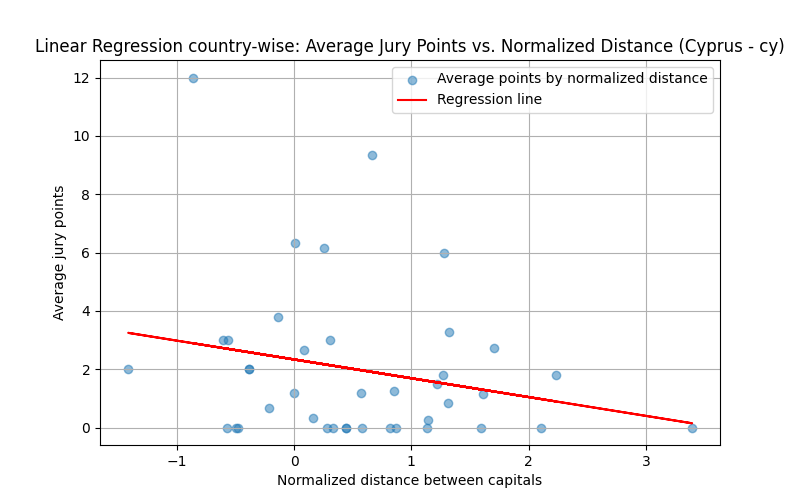 Linear Regression country-wise: Average Jury Points vs. Normalized Distance (Cyprus - cy)
Average points by normalized distance
Regression line
Average jury points
12
10
8
6
4
2
0
−1
0
1
2
3
Normalized distance between capitals